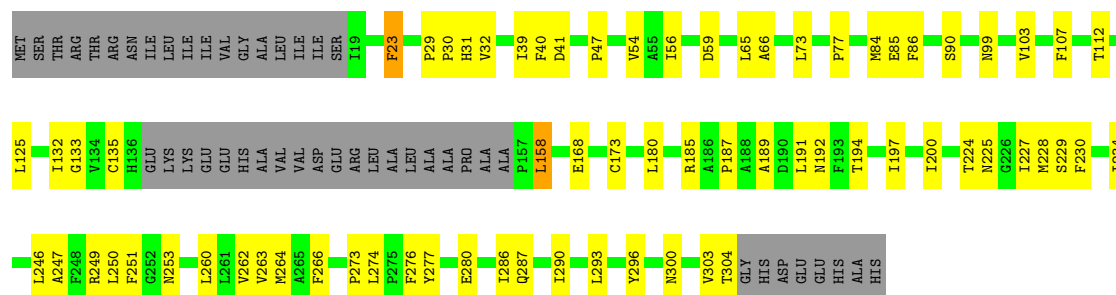 MET SER THR ARG THR ARG ASN ILE LEU ILE ILE VAL GLY ALA LEU ILE ILE SER I19 F23 P29 P30 H31 V32 I39 F40 D41 P47 V54 A55 I56 D59 L65 A66 L73 P77 M84 E85 F86 S90 N99 V103 F107 T112
L125 I132 G133 V134 C135 H136 GLU LYS LYS GLU GLU HIS ALA VAL VAL ASP GLU ARG LEU ALA LEU ALA ALA PRO ALA ALA P157 L158 E168 C173 L180 R185 A186 P187 A188 A189 D190 L191 N192 F193 T194 I197 I200 T224 N225 G226 I227 M228 S229 F230
L246 A247 F248 R249 L250 F251 G252 N253 L260 L261 V262 V263 M264 A265 F266 P273 L274 P275 F276 Y277 E280 I286 Q287 I290 L293 Y296 N300 V303 T304 GLY HIS ASP GLU GLU HIS ALA HIS